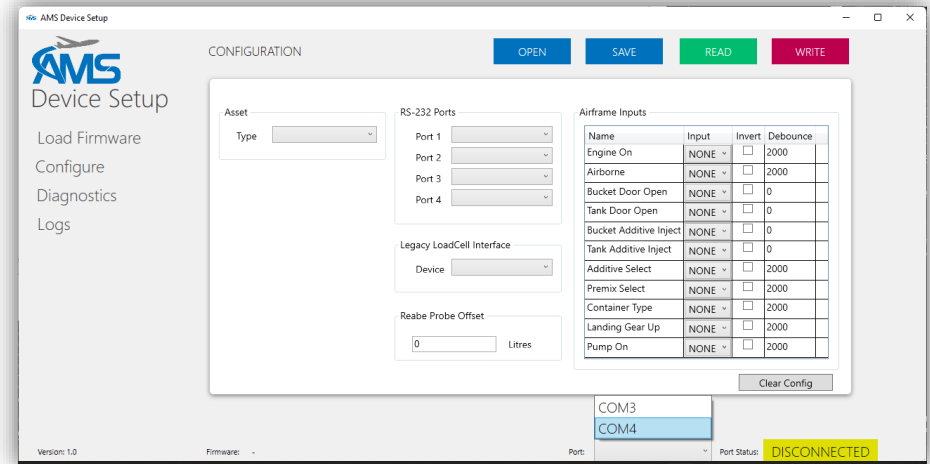 AMS AMS Device Setup
AMS
Device Setup
Load Firmware
Configure
Diagnostics
Logs
CONFIGURATION
OPEN SAVE READ WRITE
Asset
Type
RS-232 Ports
Port 1
Port 2
Port 3
Port 4
Legacy LoadCell Interface
Device
Reabe Probe Offset
0 Litres
Airframe Inputs
Name Input Invert Debounce
Engine On NONE 2000
Airborne NONE 2000
Bucket Door Open NONE 0
Tank Door Open NONE 0
Bucket Additive Inject NONE 0
Tank Additive Inject NONE 0
Additive Select NONE 2000
Premix Select NONE 2000
Container Type NONE 2000
Landing Gear Up NONE 2000
Pump On NONE 2000
Clear Config
COM3
COM4
Version: 1.0 Firmware: - Port: Port Status: DISCONNECTED